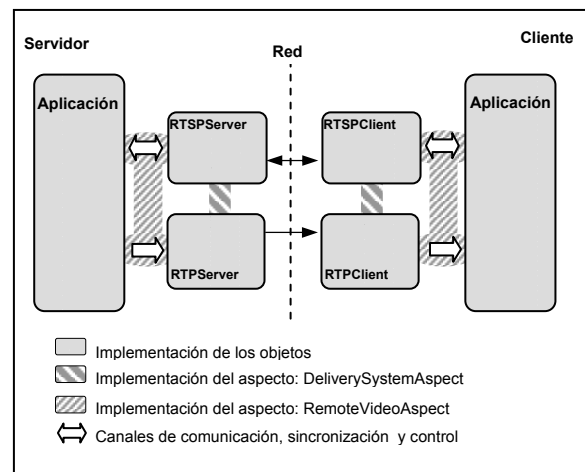 Servidor
Red
Cliente
Aplicación
RTSPServer
RTSPClient
Aplicación
RTPServer
RTPClient
Implementación de los objetos
Implementación del aspecto: DeliverySystemAspect
Implementación del aspecto: RemoteVideoAspect
Canales de comunicación, sincronización y control